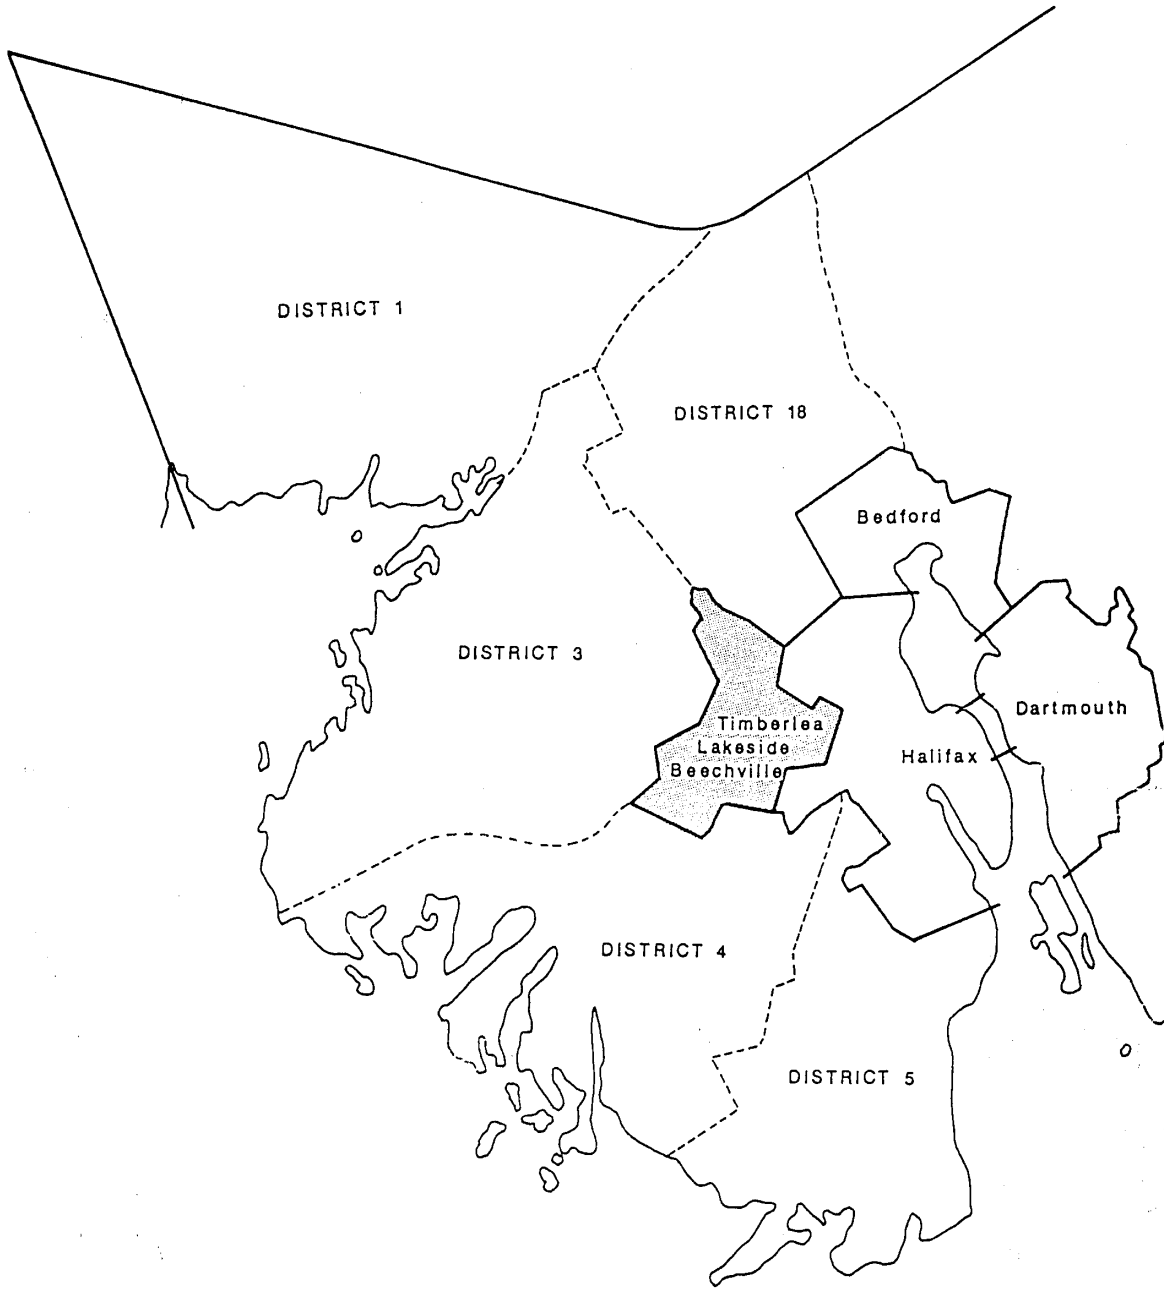 DISTRICT 1
DISTRICT 18
Bedford
DISTRICT 3
Timberlea
Lakeside
Beechville
Dartmouth
Halifax
DISTRICT 4
DISTRICT 5